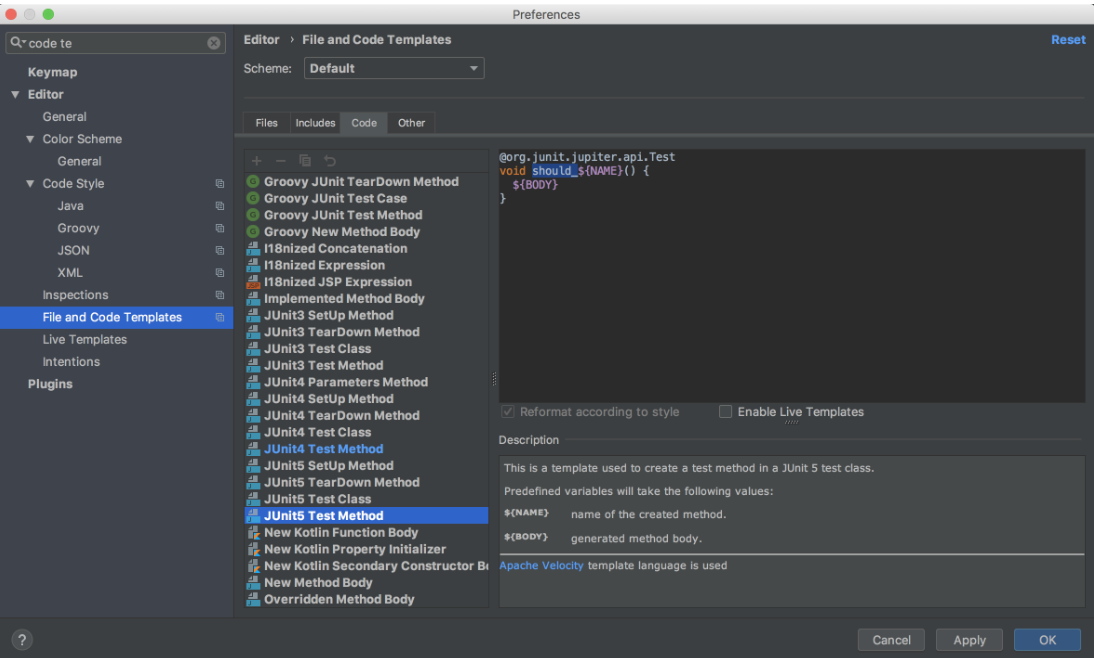 Preferences
code te
Keymap
Editor
General
Color Scheme
General
Code Style
Java
Groovy
JSON
XML
Inspections
File and Code Templates
Live Templates
Intentions
Plugins
Editor › File and Code Templates
Reset
Scheme: Default
Files Includes Code Other
Groovy JUnit TearDown Method
Groovy JUnit Test Case
Groovy JUnit Test Method
Groovy New Method Body
I18nized Concatenation
I18nized Expression
I18nized JSP Expression
Implemented Method Body
JUnit3 SetUp Method
JUnit3 TearDown Method
JUnit3 Test Class
JUnit3 Test Method
JUnit4 Parameters Method
JUnit4 SetUp Method
JUnit4 TearDown Method
JUnit4 Test Class
JUnit4 Test Method
JUnit5 SetUp Method
JUnit5 TearDown Method
JUnit5 Test Class
JUnit5 Test Method
New Kotlin Function Body
New Kotlin Property Initializer
New Kotlin Secondary Constructor Bo
New Method Body
Overridden Method Body
@org.junit.jupiter.api.Test
void should_${NAME}() {
  ${BODY}
}
Reformat according to style Enable Live Templates
Description
This is a template used to create a test method in a JUnit 5 test class.
Predefined variables will take the following values:
${NAME} name of the created method.
${BODY} generated method body.
Apache Velocity template language is used
? Cancel Apply OK